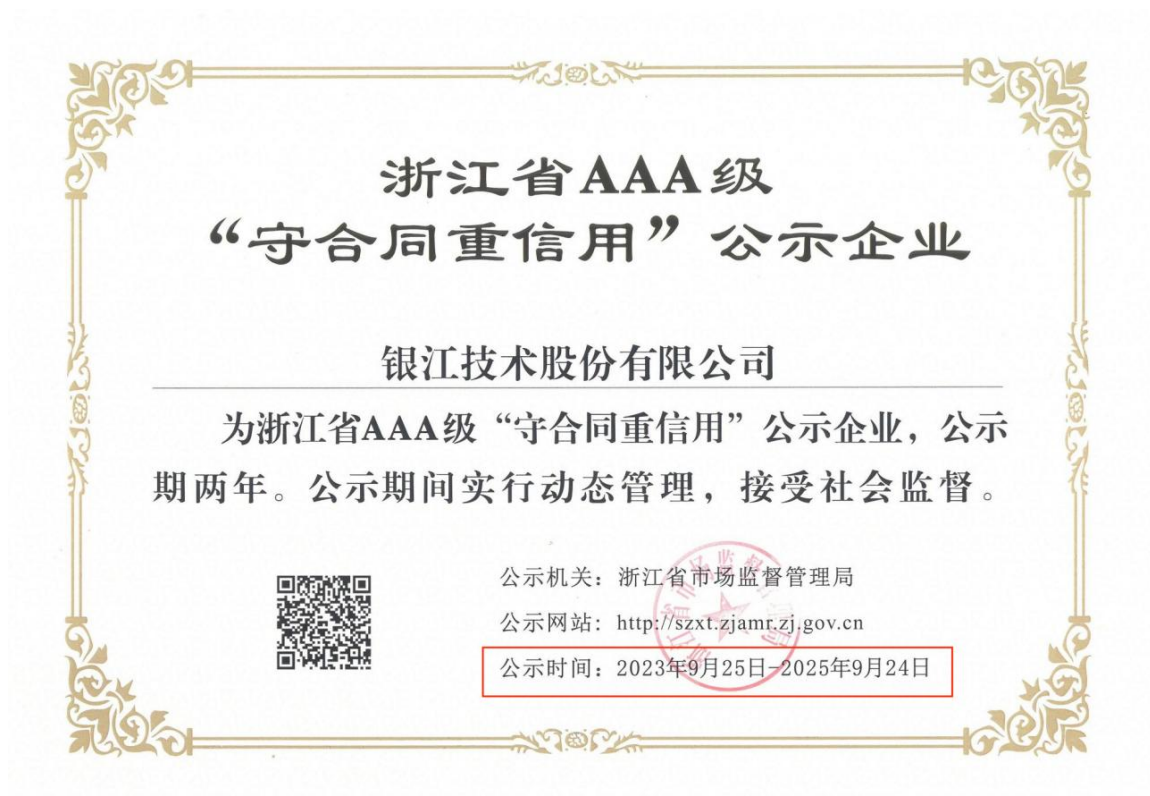 浙江省AAA级
“守合同重信用”公示企业
银江技术股份有限公司
为浙江省AAA级“守合同重信用”公示企业，公示
期两年。公示期间实行动态管理，接受社会监督。
公示机关：浙江省市场监督管理局
公示网站：http://szxt.zjamr.zj.gov.cn
公示时间：2023年9月25日-2025年9月24日